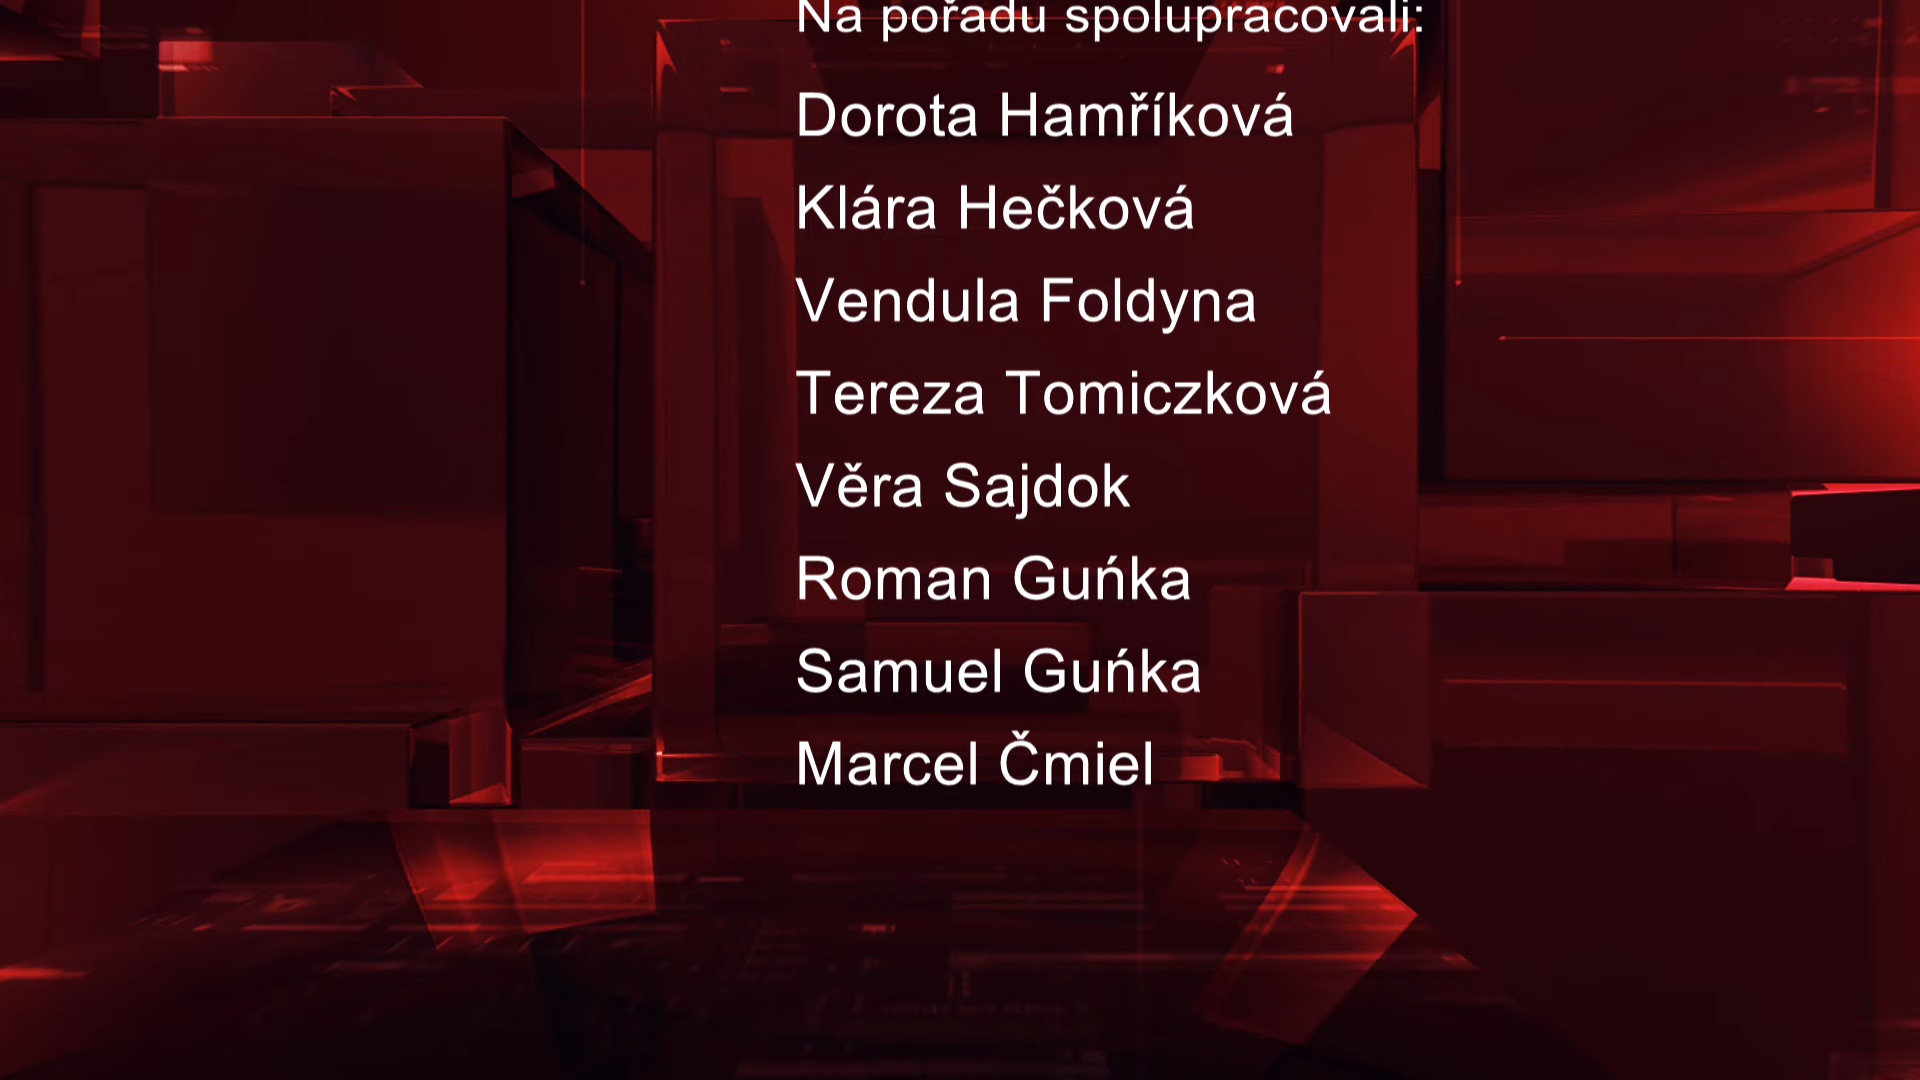 Na pořadu spolupracovali:
Dorota Hamříková
Klára Hečková
Vendula Foldyna
Tereza Tomiczková
Věra Sajdok
Roman Guńka
Samuel Guńka
Marcel Čmiel